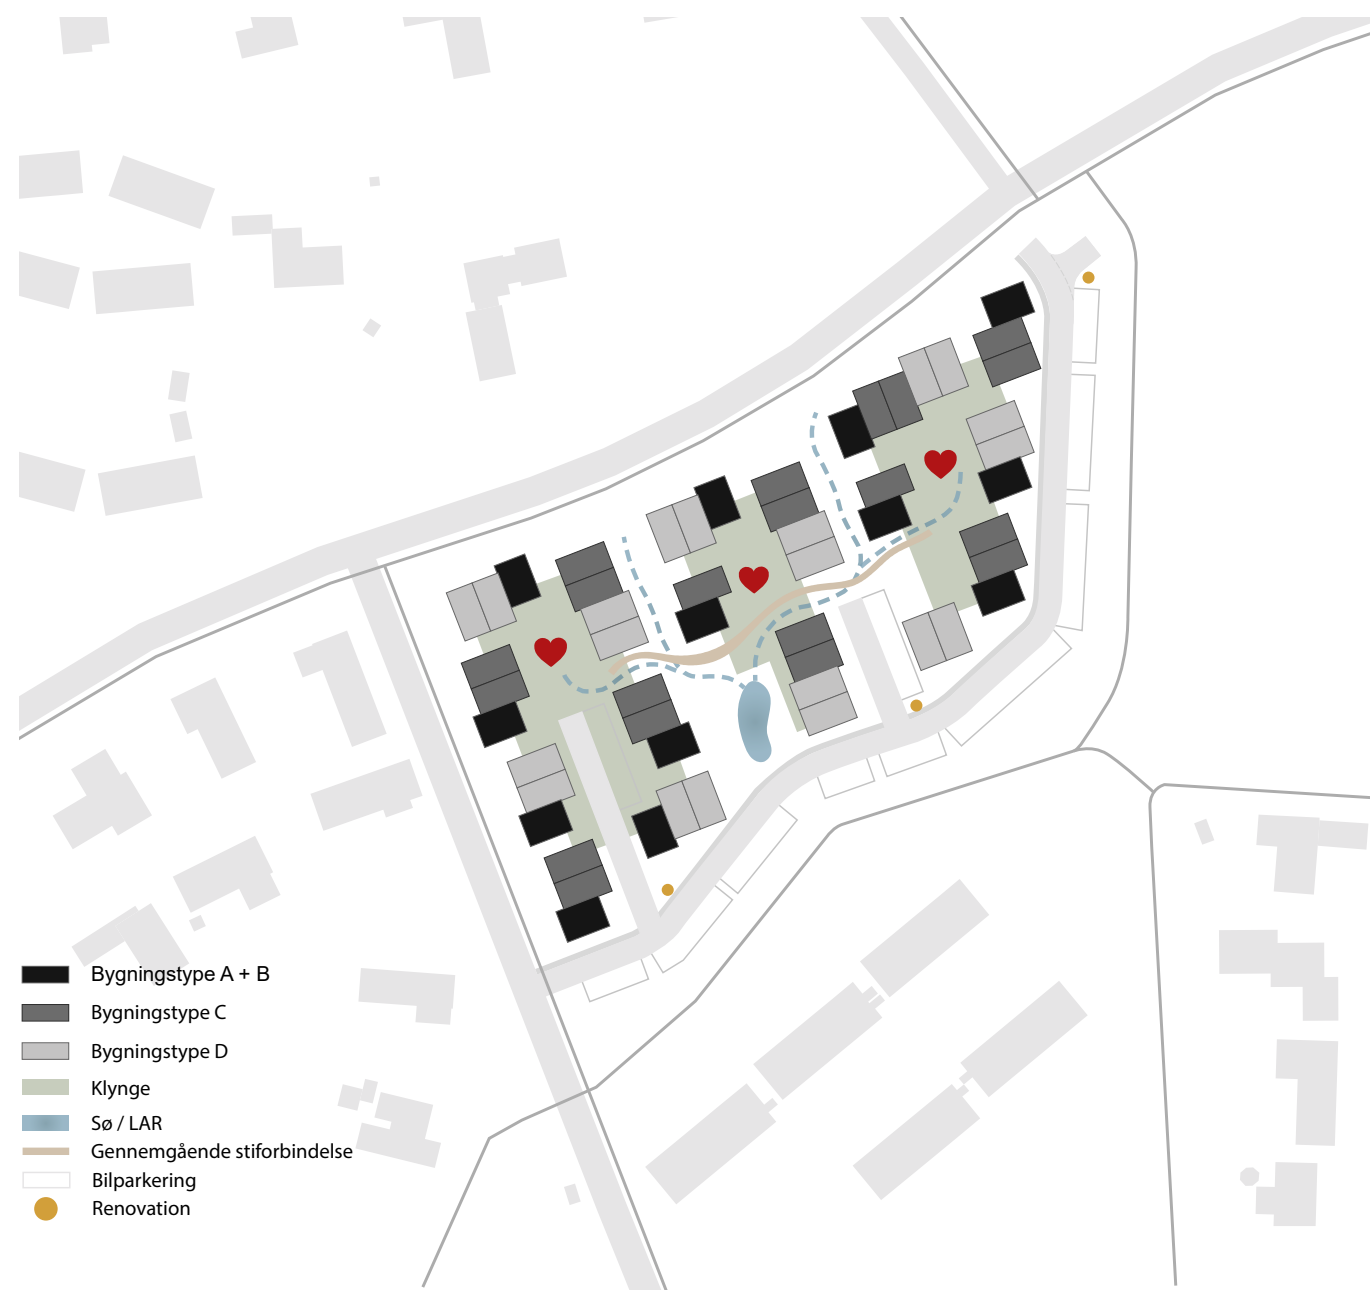 Bygningstype A + B
Bygningstype C
Bygningstype D
Klynge
Sø / LAR
Gennemgående stiforbindelse
Bilparkering
Renovation